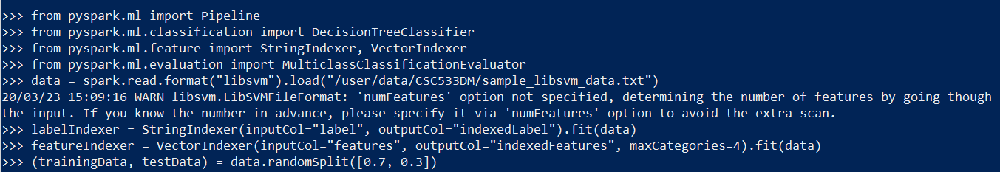 >>> from pyspark.ml import Pipeline
>>> from pyspark.ml.classification import DecisionTreeClassifier
>>> from pyspark.ml.feature import StringIndexer, VectorIndexer
>>> from pyspark.ml.evaluation import MulticlassClassificationEvaluator
>>> data = spark.read.format("libsvm").load("/user/data/CSC533DM/sample_libsvm_data.txt")
20/03/23 15:09:16 WARN libsvm.LibSVMFileFormat: 'numFeatures' option not specified, determining the number of features by going though
the input. If you know the number in advance, please specify it via 'numFeatures' option to avoid the extra scan.
>>> labelIndexer = StringIndexer(inputCol="label", outputCol="indexedLabel").fit(data)
>>> featureIndexer = VectorIndexer(inputCol="features", outputCol="indexedFeatures", maxCategories=4).fit(data)
>>> (trainingData, testData) = data.randomSplit([0.7, 0.3])